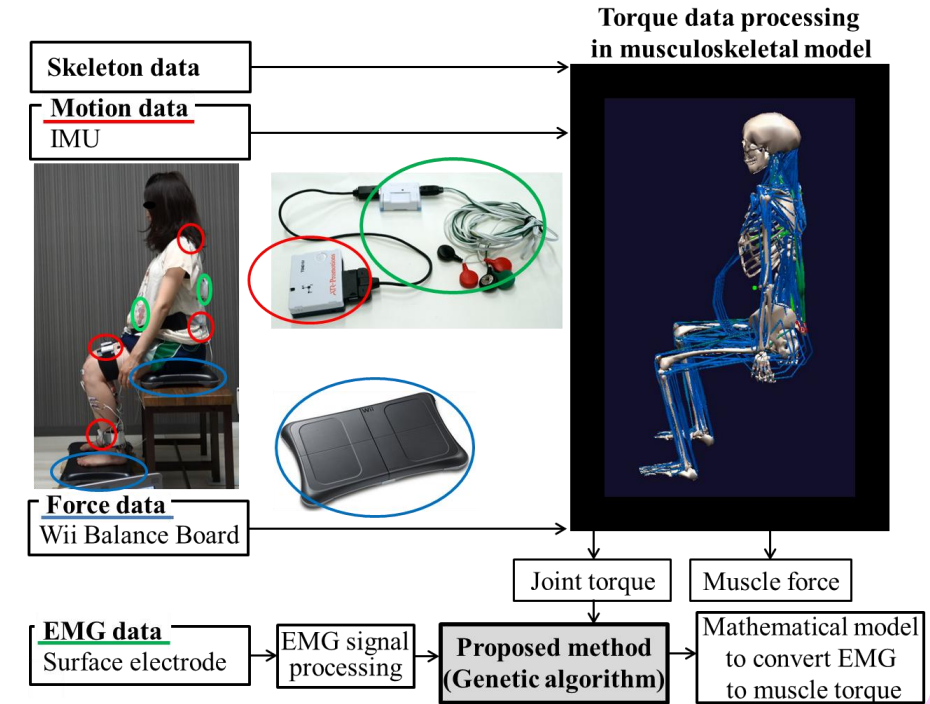 Torque data processing
in musculoskeletal model
Skeleton data
Motion data
IMU
Wii
Force data
Wii Balance Board
Joint torque
Muscle force
EMG data
Surface electrode
EMG signal
processing
Proposed method
(Genetic algorithm)
Mathematical model
to convert EMG
to muscle torque